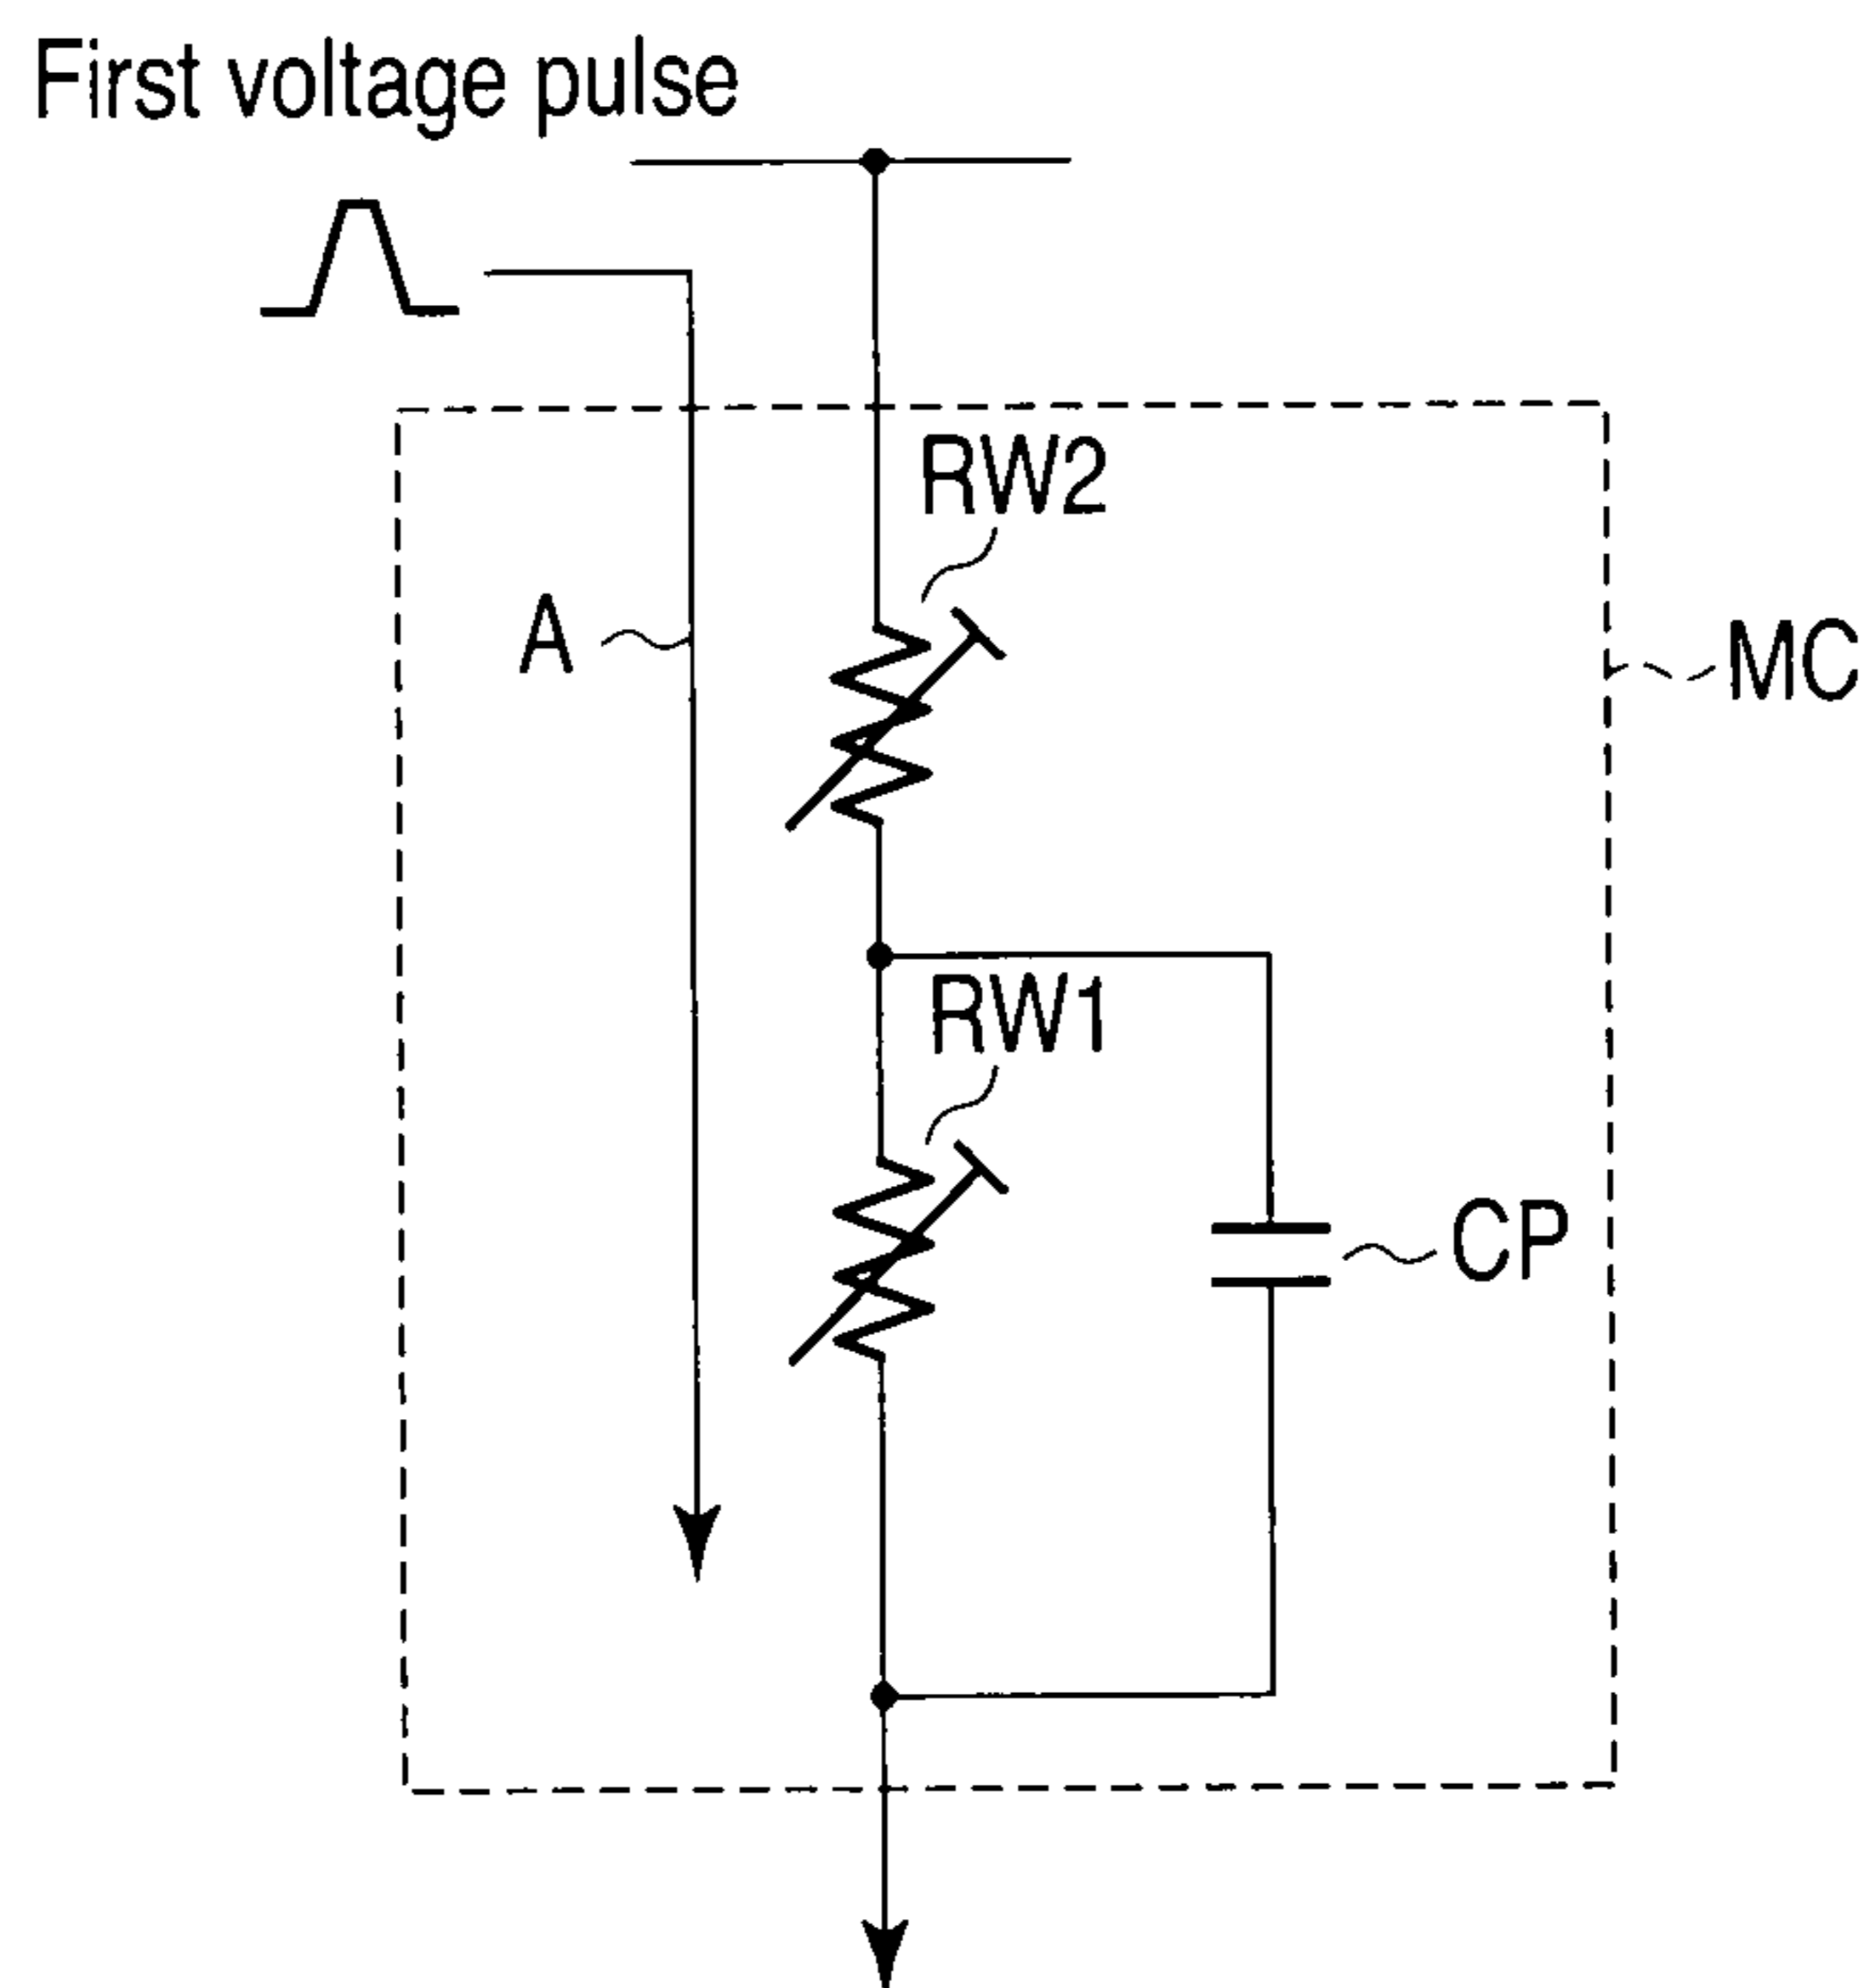 First voltage pulse
RW2
A
MC
RW1
CP